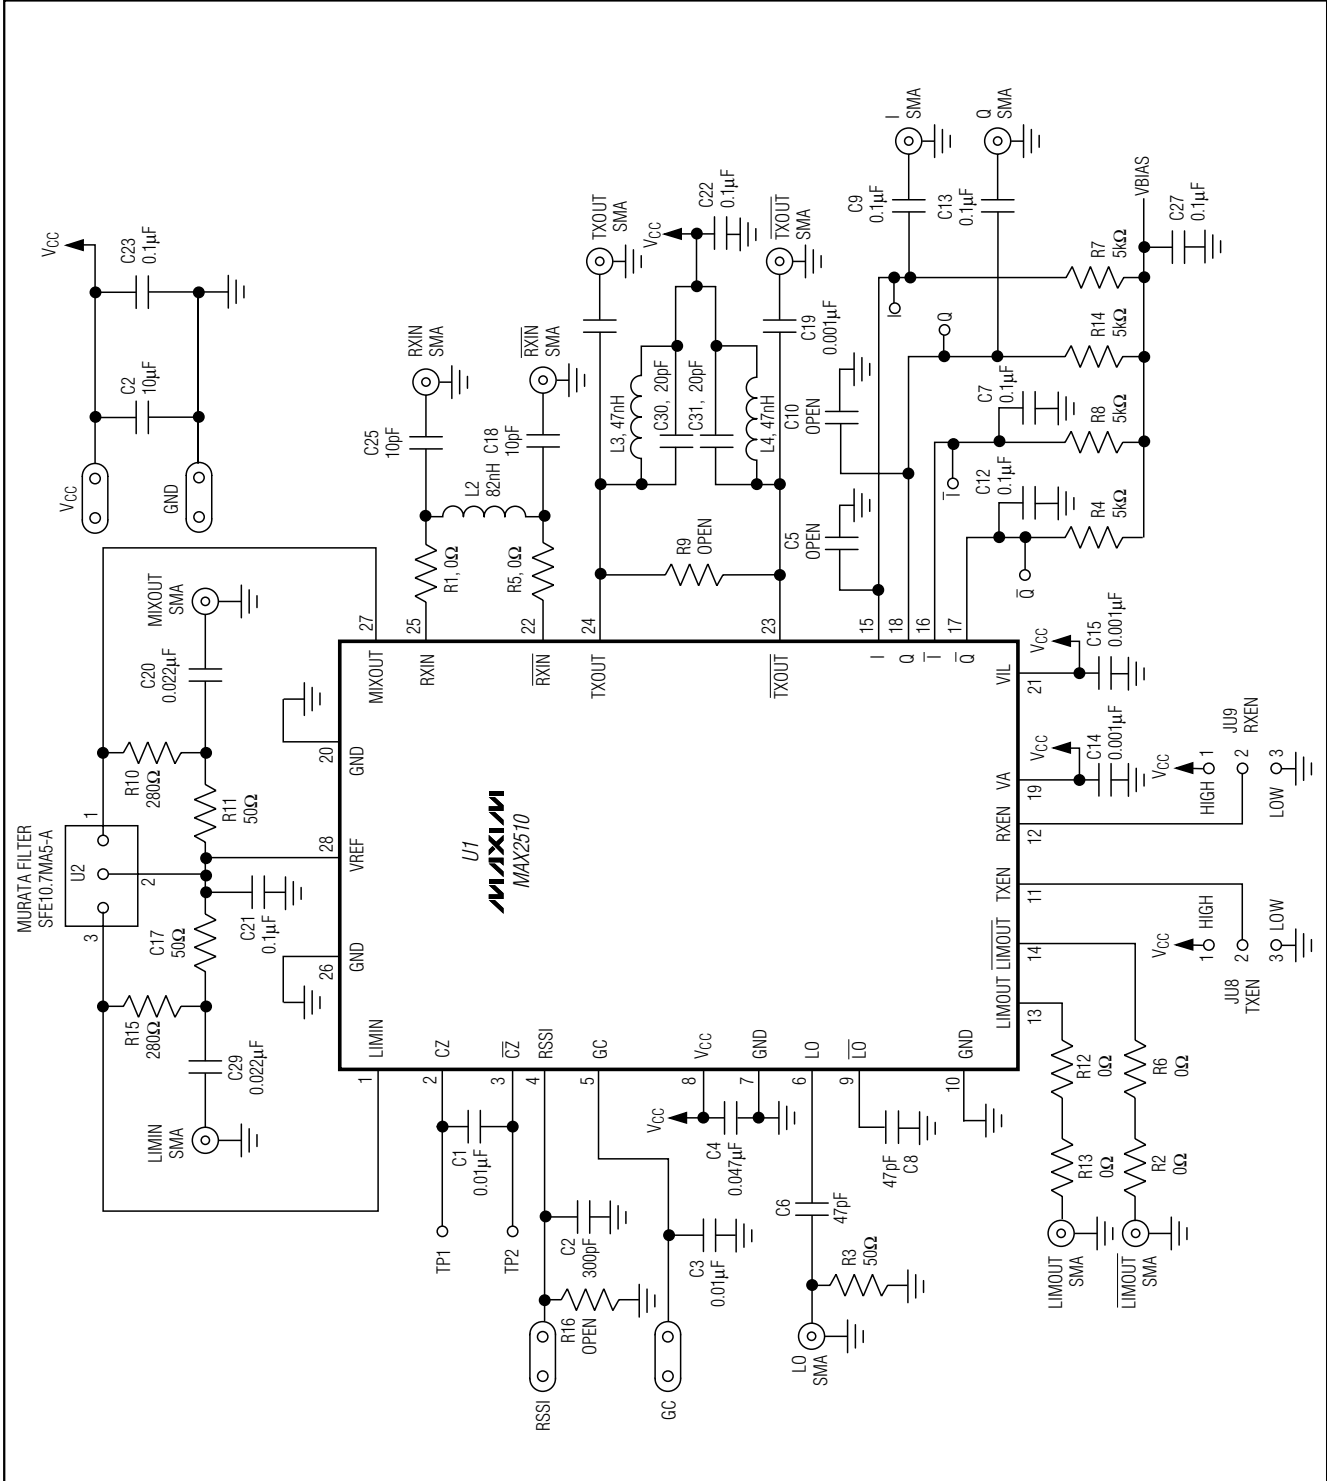 MURATA FILTER
SFE10.7MA5-A
U2
3
2
1
R15
280Ω
C17
50Ω
C21
0.1μF
R11
50Ω
R10
280Ω
C29
0.022μF
LIMIN
SMA
C20
0.022μF
MIXOUT
SMA
VCC
GND
C2
10μF
C23
0.1μF
VCC
U1
MAXIM
MAX2510
1
LIMIN
2
CZ
3
CZ
4
RSSI
5
GC
8
VCC
7
GND
6
LO
9
LO
10
GND
26
GND
28
VREF
20
GND
27
MIXOUT
25
RXIN
22
RXIN
24
TXOUT
23
TXOUT
15
I
18
Q
16
I
17
Q
13
LIMOUT
14
LIMOUT
11
TXEN
12
RXEN
19
VA
21
VIL
TP1
TP2
C1
0.01μF
RSSI
R16
OPEN
C2
300pF
GC
C3
0.01μF
VCC
C4
0.047μF
LO
SMA
R3
50Ω
C6
47pF
47pF
C8
R1, 0Ω
R5, 0Ω
L2
82nH
C25
10pF
C18
10pF
RXIN
SMA
RXIN
SMA
R9
OPEN
L3, 47nH
C30, 20pF
C31, 20pF
L4, 47nH
VCC
C22
0.1μF
TXOUT
SMA
TXOUT
SMA
C19
0.001μF
C5
OPEN
C10
OPEN
I
Q
I
Q
C9
0.1μF
C13
0.1μF
I
SMA
Q
SMA
C12
0.1μF
C7
0.1μF
R4
5kΩ
R8
5kΩ
R14
5kΩ
R7
5kΩ
VBIAS
C27
0.1μF
LIMOUT
SMA
R13
0Ω
R12
0Ω
LIMOUT
SMA
R2
0Ω
R6
0Ω
JU8
TXEN
VCC
1
HIGH
2
3
LOW
JU9
RXEN
VCC
HIGH
1
2
LOW
3
VCC
C14
0.001μF
VCC
C15
0.001μF